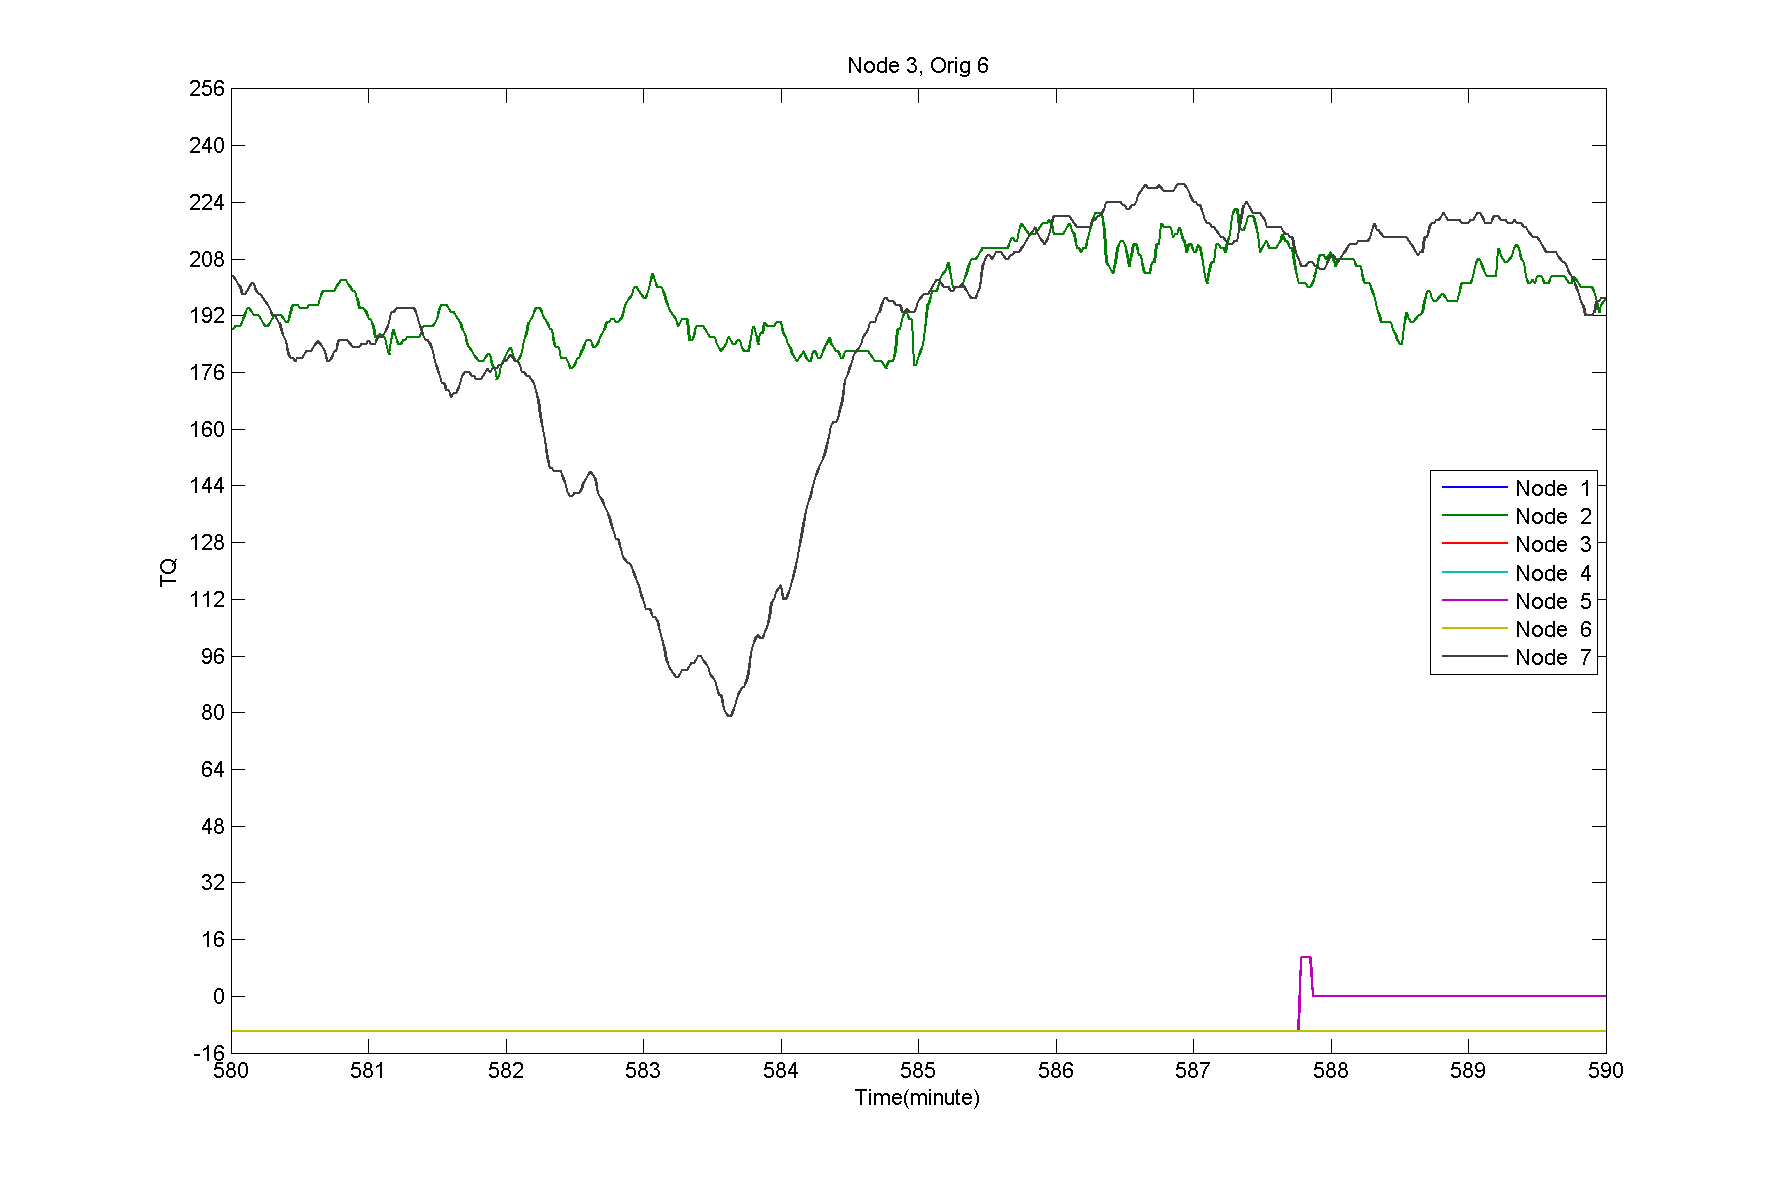 Node 3, Orig 6
256
240
224
208
192
176
160
144
128
112
96
80
64
48
32
16
0
-16
TQ
Node 1
Node 2
Node 3
Node 4
Node 5
Node 6
Node 7
580 581 582 583 584 585 586 587 588 589 590
Time(minute)